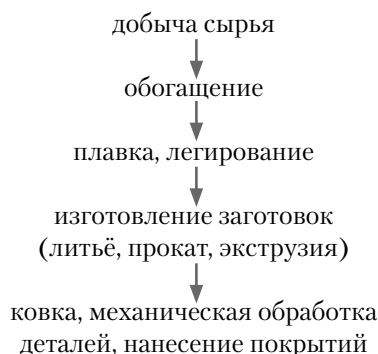 добыча сырья
обогащение
плавка, легирование
изготовление заготовок
(литьё, прокат, экструзия)
ковка, механическая обработка
деталей, нанесение покрытий